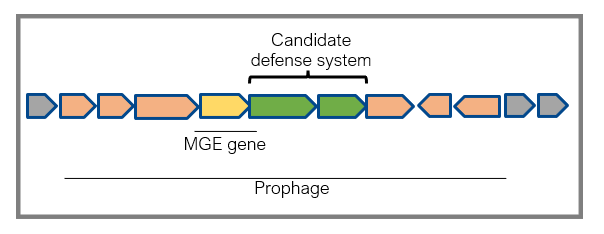 Candidate
defense system
MGE gene
Prophage